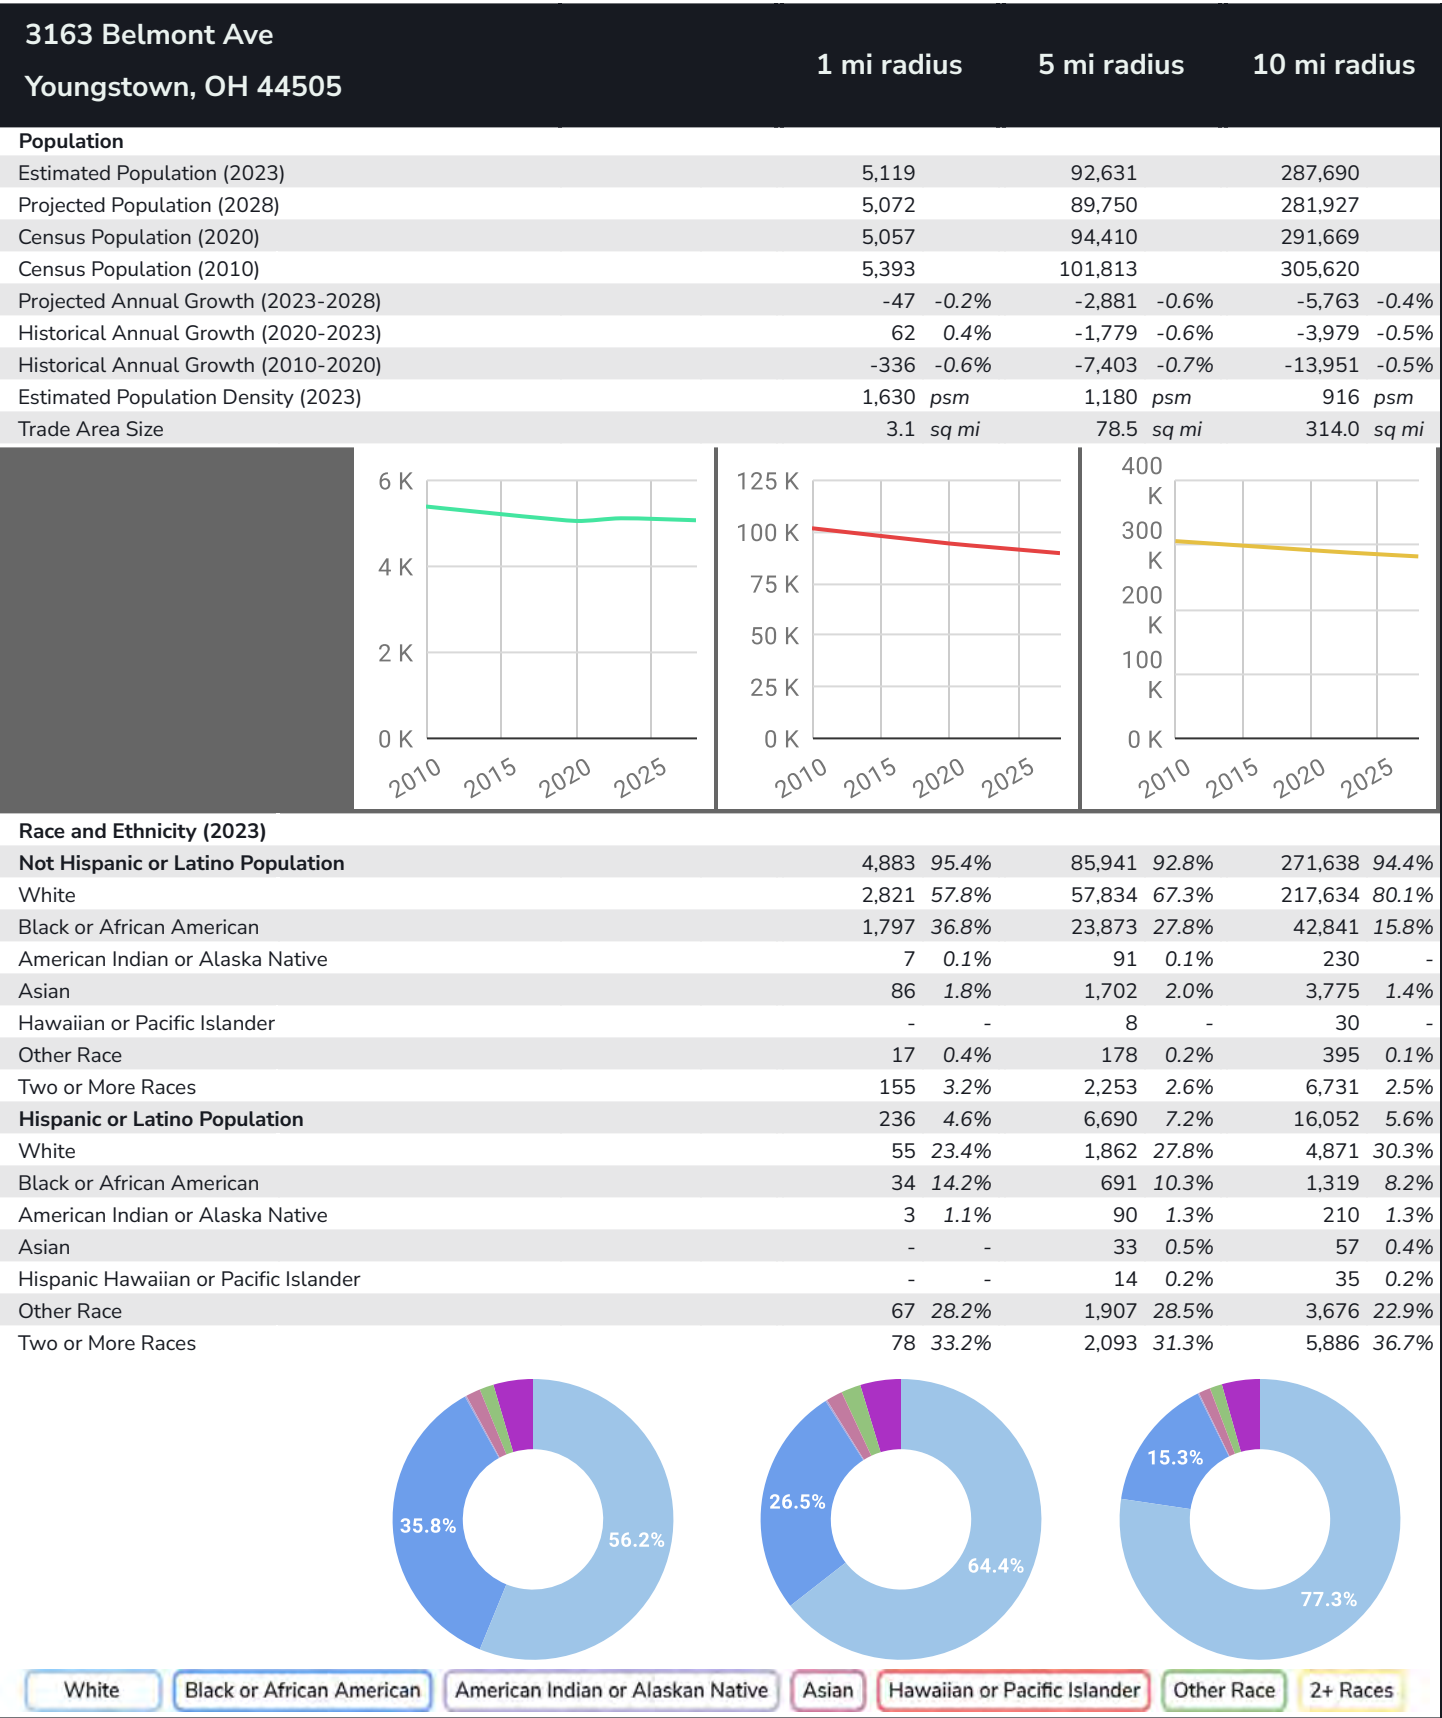 3163 Belmont Ave
Youngstown, OH 44505
1 mi radius 5 mi radius 10 mi radius
Population
Estimated Population (2023) 5,119 92,631 287,690
Projected Population (2028) 5,072 89,750 281,927
Census Population (2020) 5,057 94,410 291,669
Census Population (2010) 5,393 101,813 305,620
Projected Annual Growth (2023-2028) -47 -0.2% -2,881 -0.6% -5,763 -0.4%
Historical Annual Growth (2020-2023) 62 0.4% -1,779 -0.6% -3,979 -0.5%
Historical Annual Growth (2010-2020) -336 -0.6% -7,403 -0.7% -13,951 -0.5%
Estimated Population Density (2023) 1,630 psm 1,180 psm 916 psm
Trade Area Size 3.1 sq mi 78.5 sq mi 314.0 sq mi
6 K
4 K
2 K
0 K
2010 2015 2020 2025
125 K
100 K
75 K
50 K
25 K
0 K
2010 2015 2020 2025
400
K
300
K
200
K
100
K
0 K
2010 2015 2020 2025
Race and Ethnicity (2023)
Not Hispanic or Latino Population 4,883 95.4% 85,941 92.8% 271,638 94.4%
White 2,821 57.8% 57,834 67.3% 217,634 80.1%
Black or African American 1,797 36.8% 23,873 27.8% 42,841 15.8%
American Indian or Alaska Native 7 0.1% 91 0.1% 230 -
Asian 86 1.8% 1,702 2.0% 3,775 1.4%
Hawaiian or Pacific Islander - - 8 - 30 -
Other Race 17 0.4% 178 0.2% 395 0.1%
Two or More Races 155 3.2% 2,253 2.6% 6,731 2.5%
Hispanic or Latino Population 236 4.6% 6,690 7.2% 16,052 5.6%
White 55 23.4% 1,862 27.8% 4,871 30.3%
Black or African American 34 14.2% 691 10.3% 1,319 8.2%
American Indian or Alaska Native 3 1.1% 90 1.3% 210 1.3%
Asian - - 33 0.5% 57 0.4%
Hispanic Hawaiian or Pacific Islander - - 14 0.2% 35 0.2%
Other Race 67 28.2% 1,907 28.5% 3,676 22.9%
Two or More Races 78 33.2% 2,093 31.3% 5,886 36.7%
35.8% 56.2%
26.5% 64.4%
15.3% 77.3%
White Black or African American American Indian or Alaskan Native Asian Hawaiian or Pacific Islander Other Race 2+ Races